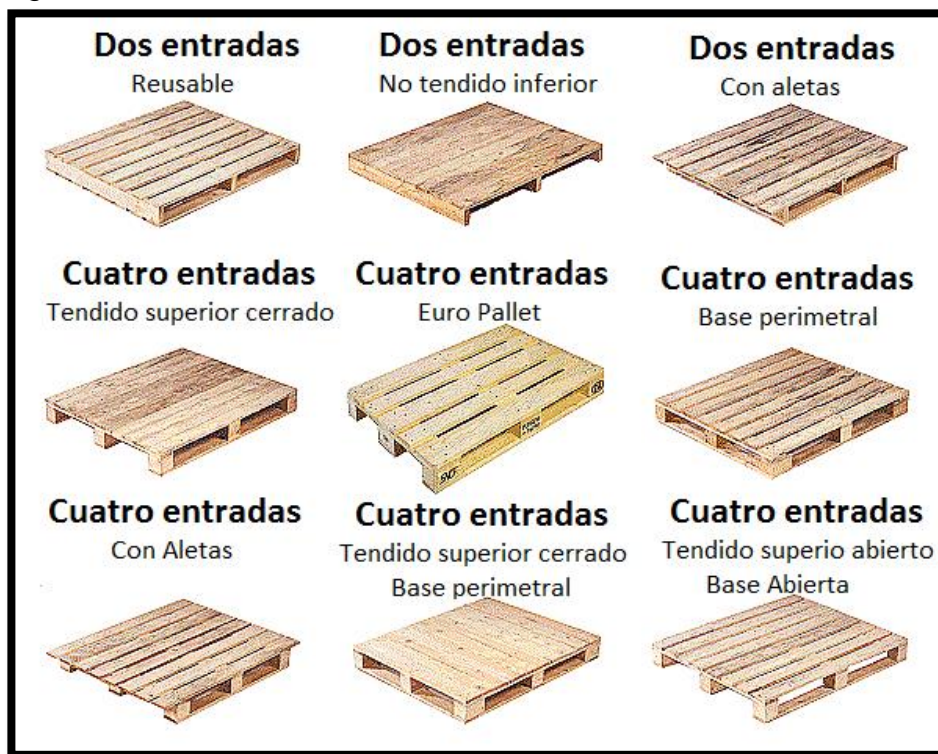 Dos entradas
Reusable
Dos entradas
No tendido inferior
Dos entradas
Con aletas
Cuatro entradas
Tendido superior cerrado
Cuatro entradas
Euro Pallet
Cuatro entradas
Base perimetral
Cuatro entradas
Con Aletas
Cuatro entradas
Tendido superior cerrado
Base perimetral
Cuatro entradas
Tendido superio abierto
Base Abierta